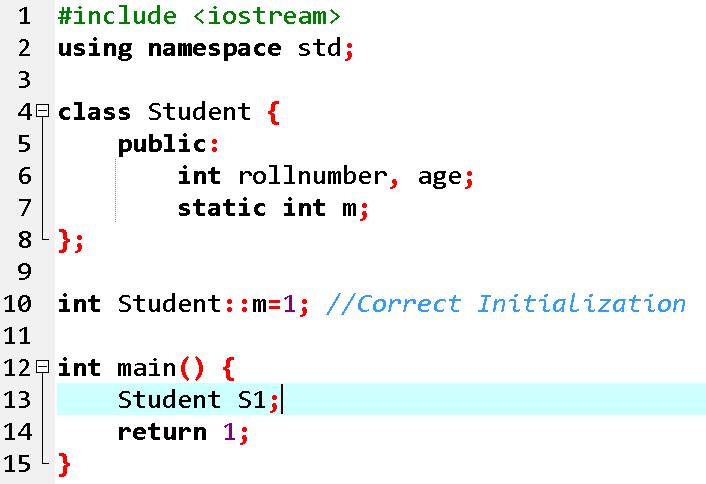 1 #include <iostream>
2 using namespace std;
3
4 class Student {
5     public:
6         int rollnumber, age;
7         static int m;
8 };
9
10 int Student::m=1; //Correct Initialization
11
12 int main() {
13     Student S1;
14     return 1;
15 }